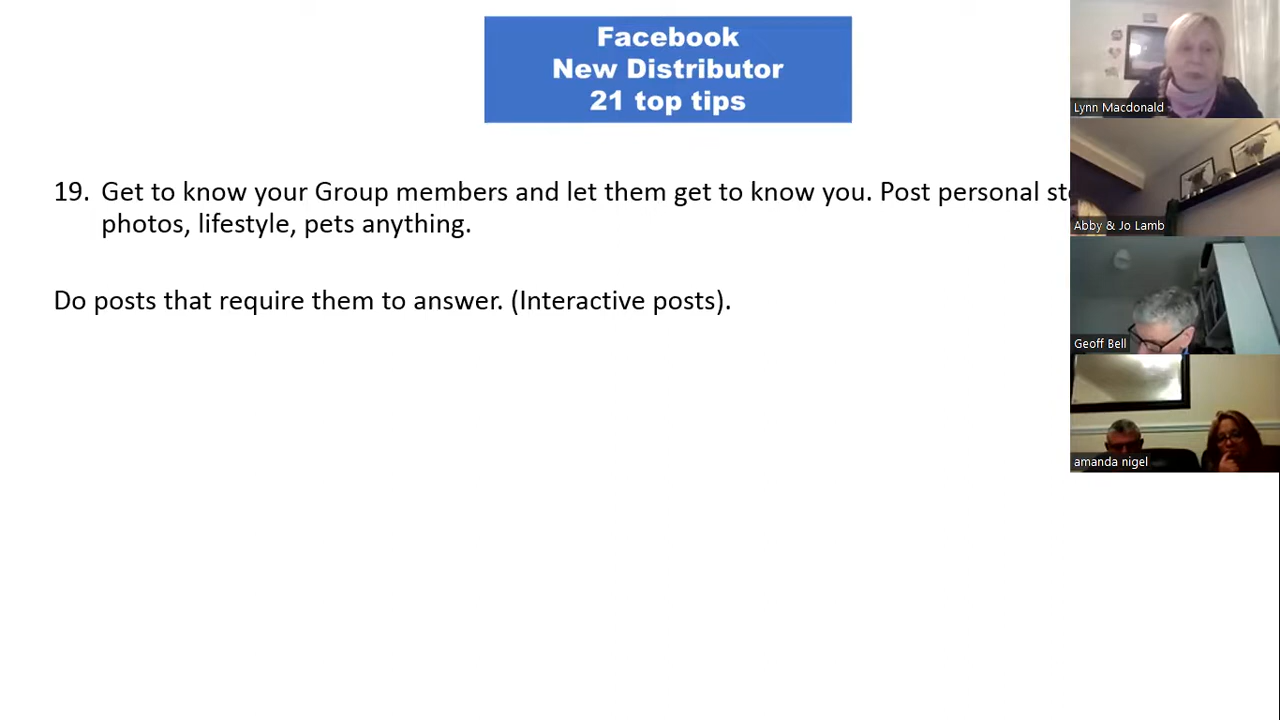 Facebook
New Distributor
21 top tips
19. Get to know your Group members and let them get to know you. Post personal
photos, lifestyle, pets anything.
Do posts that require them to answer. (Interactive posts).
Lynn Macdonald
Abby & Jo Lamb
Geoff Bell
amanda nigel